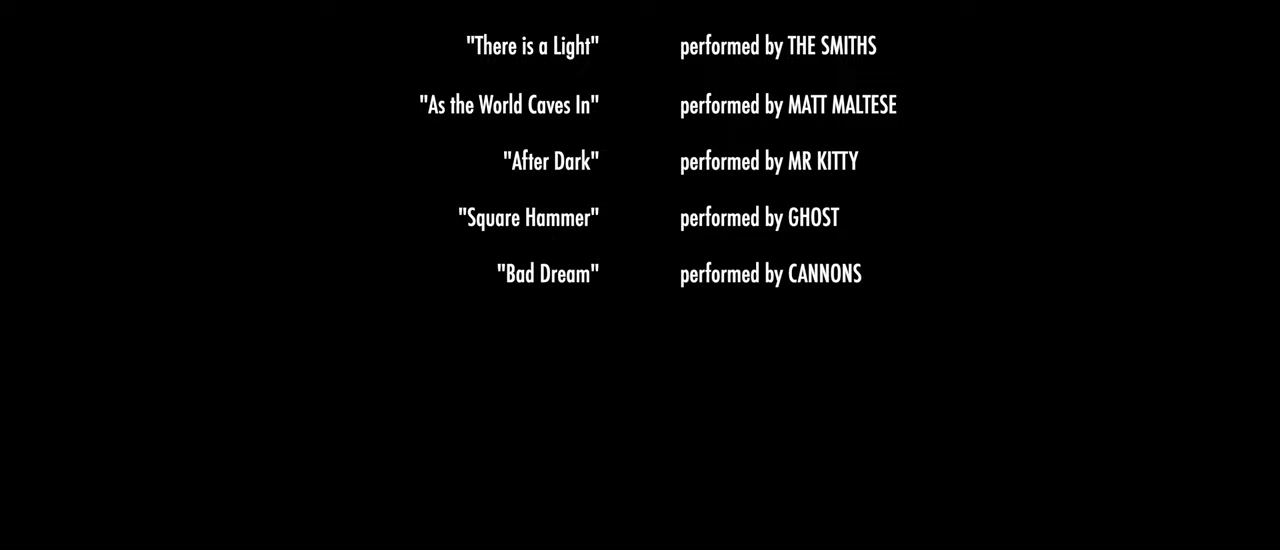 "There is a Light" performed by THE SMITHS
"As the World Caves In" performed by MATT MALTESE
"After Dark" performed by MR KITTY
"Square Hammer" performed by GHOST
"Bad Dream" performed by CANNONS